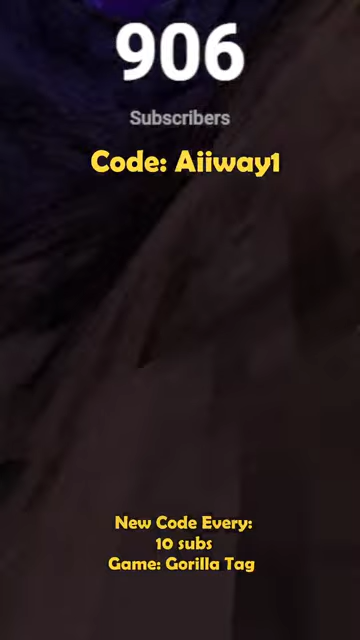 906
Subscribers
Code: Aiiway1
New Code Every:
10 subs
Game: Gorilla Tag